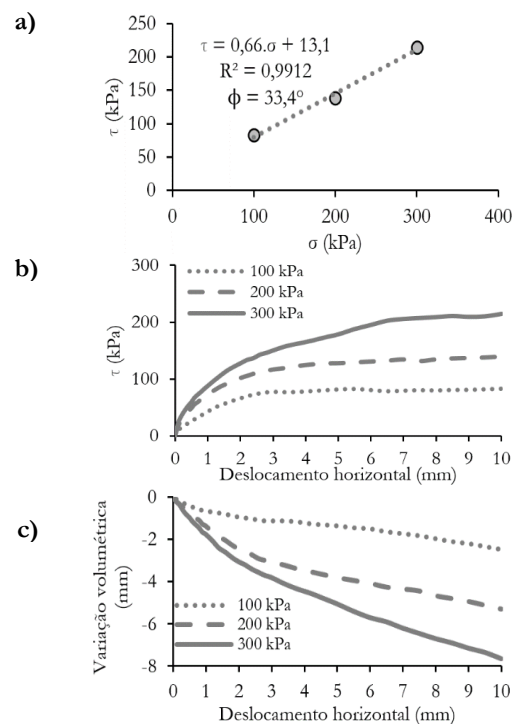 a)
τ = 0,66.σ + 13,1
R² = 0,9912
ϕ = 33,4º
τ (kPa)
250
200
150
100
50
0
0 100 200 300 400
σ (kPa)
b)
τ (kPa)
300
200
100
0
100 kPa
200 kPa
300 kPa
0 1 2 3 4 5 6 7 8 9 10
Deslocamento horizontal (mm)
c)
Variação volumétrica
(mm)
0
-2
-4
-6
-8
100 kPa
200 kPa
300 kPa
0 1 2 3 4 5 6 7 8 9 10
Deslocamento horizontal (mm)